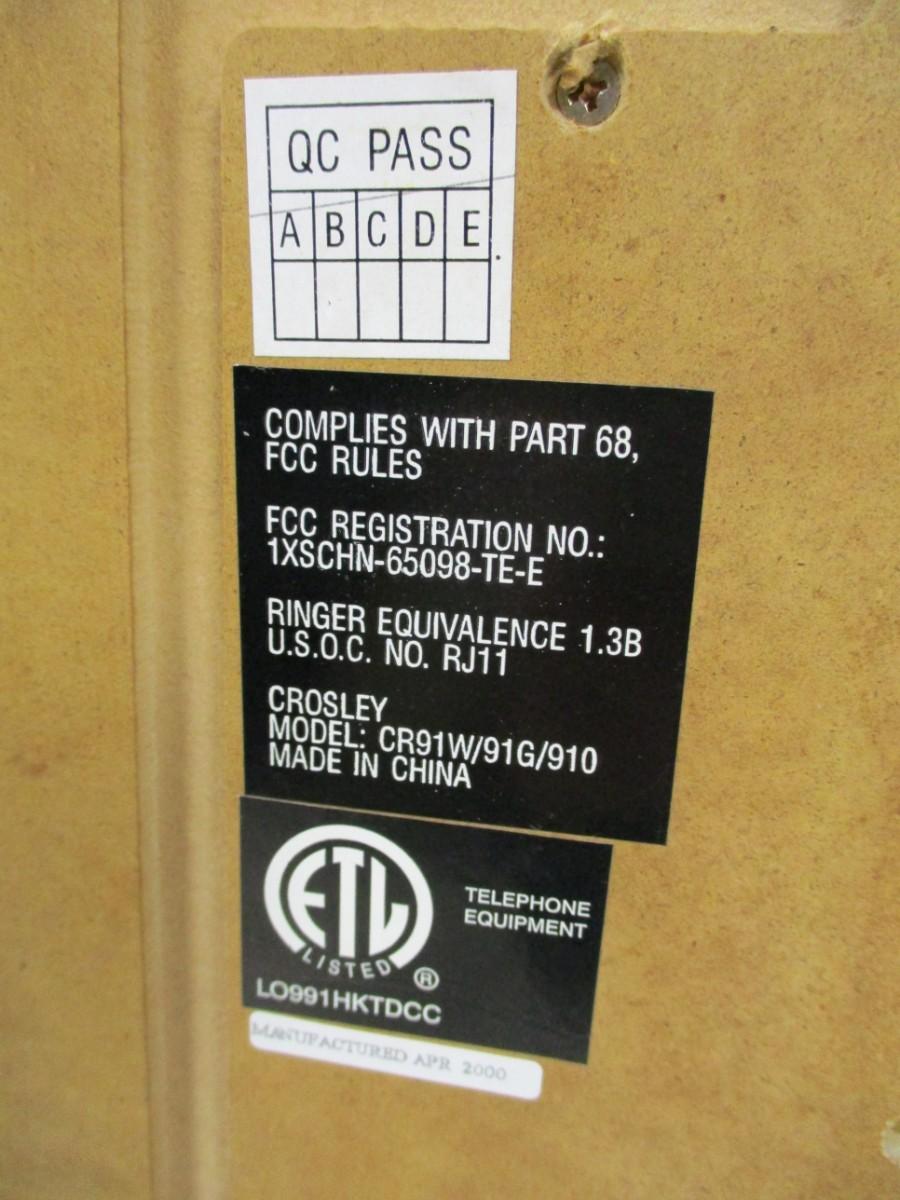 QC PASS
A B C D E
COMPLIES WITH PART 68,
FCC RULES
FCC REGISTRATION NO.:
1XSCHN-65098-TE-E
RINGER EQUIVALENCE 1.3B
U.S.O.C. NO. RJ11
CROSLEY
MODEL: CR91W/91G/910
MADE IN CHINA
ETL
LISTED
®
TELEPHONE
EQUIPMENT
LO991HKTDCC
MANUFACTURED APR 2000